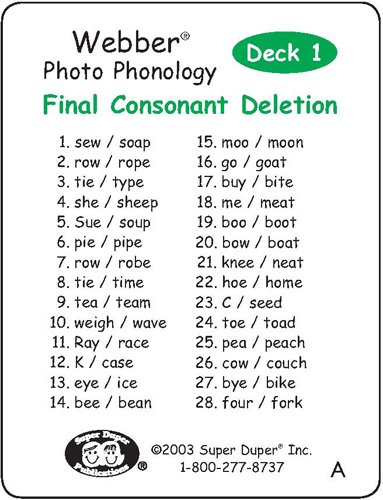 Webber®
Photo Phonology
Deck 1
Final Consonant Deletion
1. sew / soap
2. row / rope
3. tie / type
4. she / sheep
5. Sue / soup
6. pie / pipe
7. row / robe
8. tie / time
9. tea / team
10. weigh / wave
11. Ray / race
12. K / case
13. eye / ice
14. bee / bean
15. moo / moon
16. go / goat
17. buy / bite
18. me / meat
19. boo / boot
20. bow / boat
21. knee / neat
22. hoe / home
23. C / seed
24. toe / toad
25. pea / peach
26. cow / couch
27. bye / bike
28. four / fork
Super Duper
Publications®
©2003 Super Duper® Inc.
1-800-277-8737
A